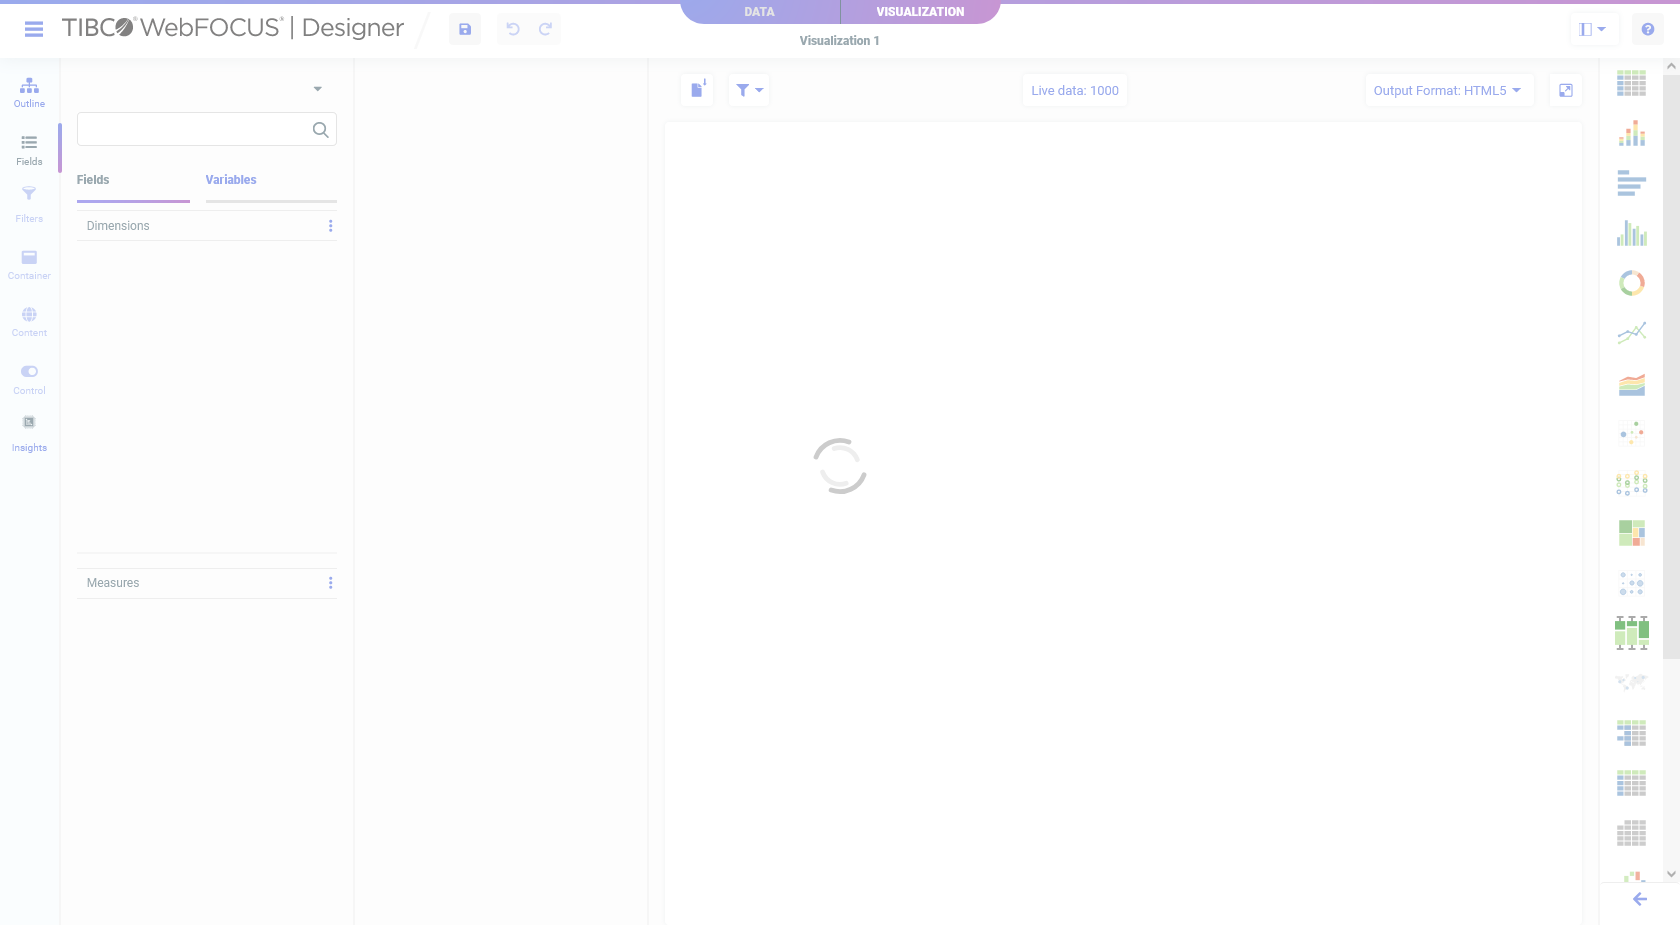 DATA
VISUALIZATION
TIBCO® WebFOCUS® | Designer
Visualization 1
Outline
Fields
Filters
Container
Content
Control
Insights
Fields
Variables
Dimensions
Measures
Live data: 1000
Output Format: HTML5